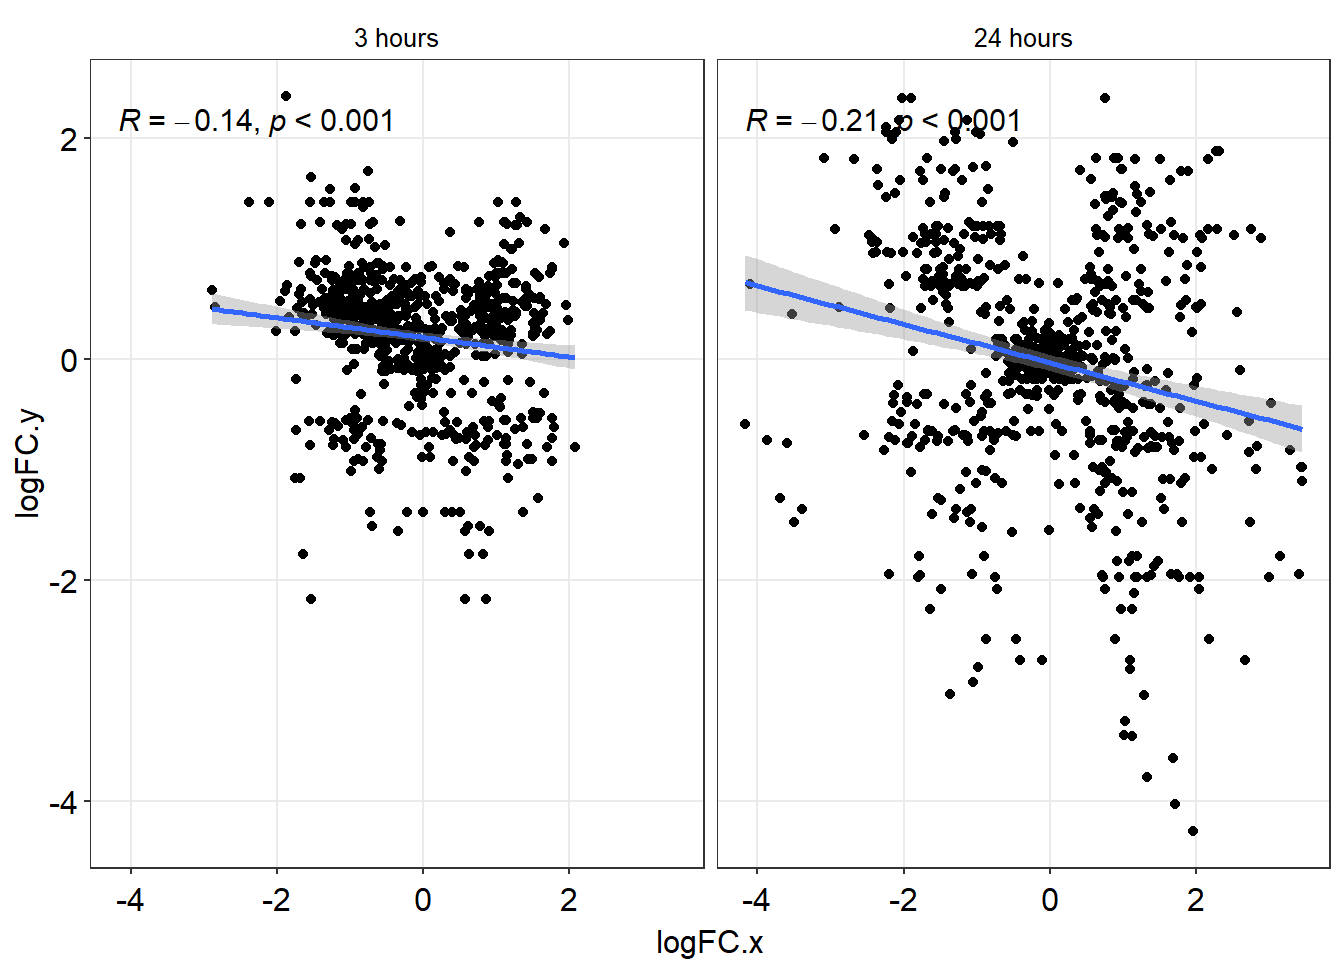 3 hours
24 hours
R = −0.14, p < 0.001
R = −0.21, p < 0.001
2
0
-2
-4
logFC.y
-4 -2 0 2
-4 -2 0 2
logFC.x